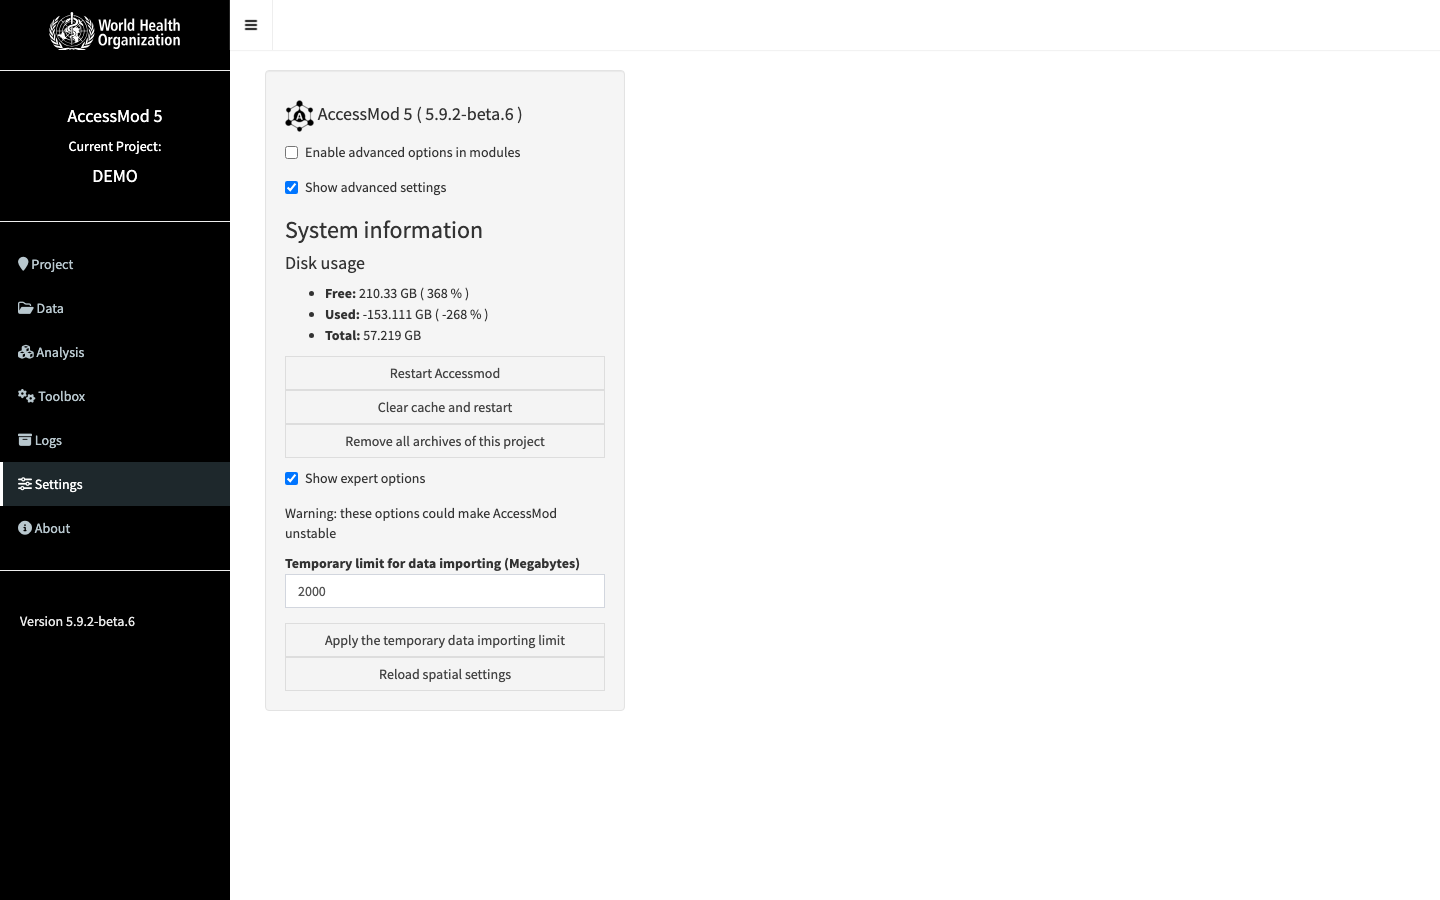 World Health
Organization
AccessMod 5
Current Project:
DEMO
Project
Data
Analysis
Toolbox
Logs
Settings
About
Version 5.9.2-beta.6
AccessMod 5 ( 5.9.2-beta.6 )
Enable advanced options in modules
Show advanced settings
System information
Disk usage
Free: 210.33 GB ( 368 % )
Used: -153.111 GB ( -268 % )
Total: 57.219 GB
Restart Accessmod
Clear cache and restart
Remove all archives of this project
Show expert options
Warning: these options could make AccessMod
unstable
Temporary limit for data importing (Megabytes)
2000
Apply the temporary data importing limit
Reload spatial settings